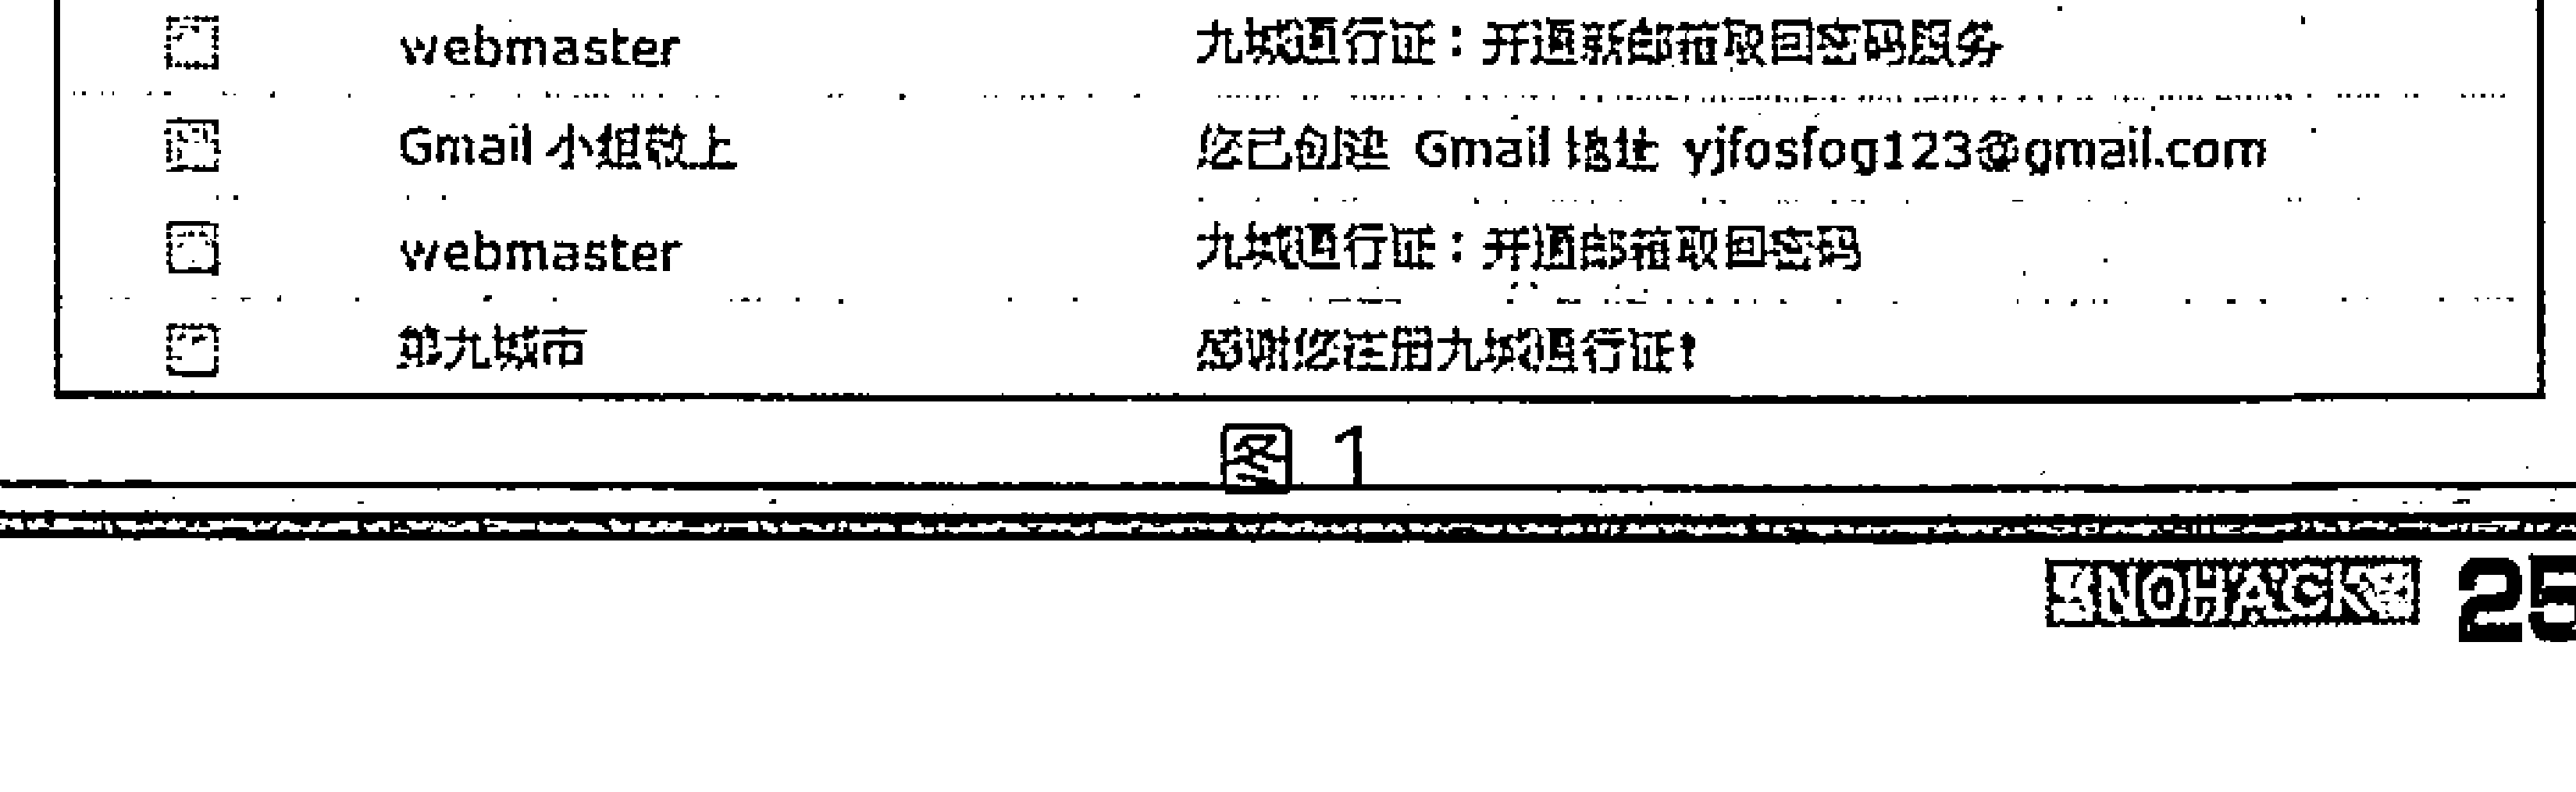 webmaster 九城通行证：开通新邮箱取回密码服务
Gmail 小组敬上 您已创建 Gmail 地址 yjfosfog123@gmail.com
webmaster 九城通行证：开通邮箱取回密码
第九城市 感谢您注册九城通行证！
图 1
NOHACK 25